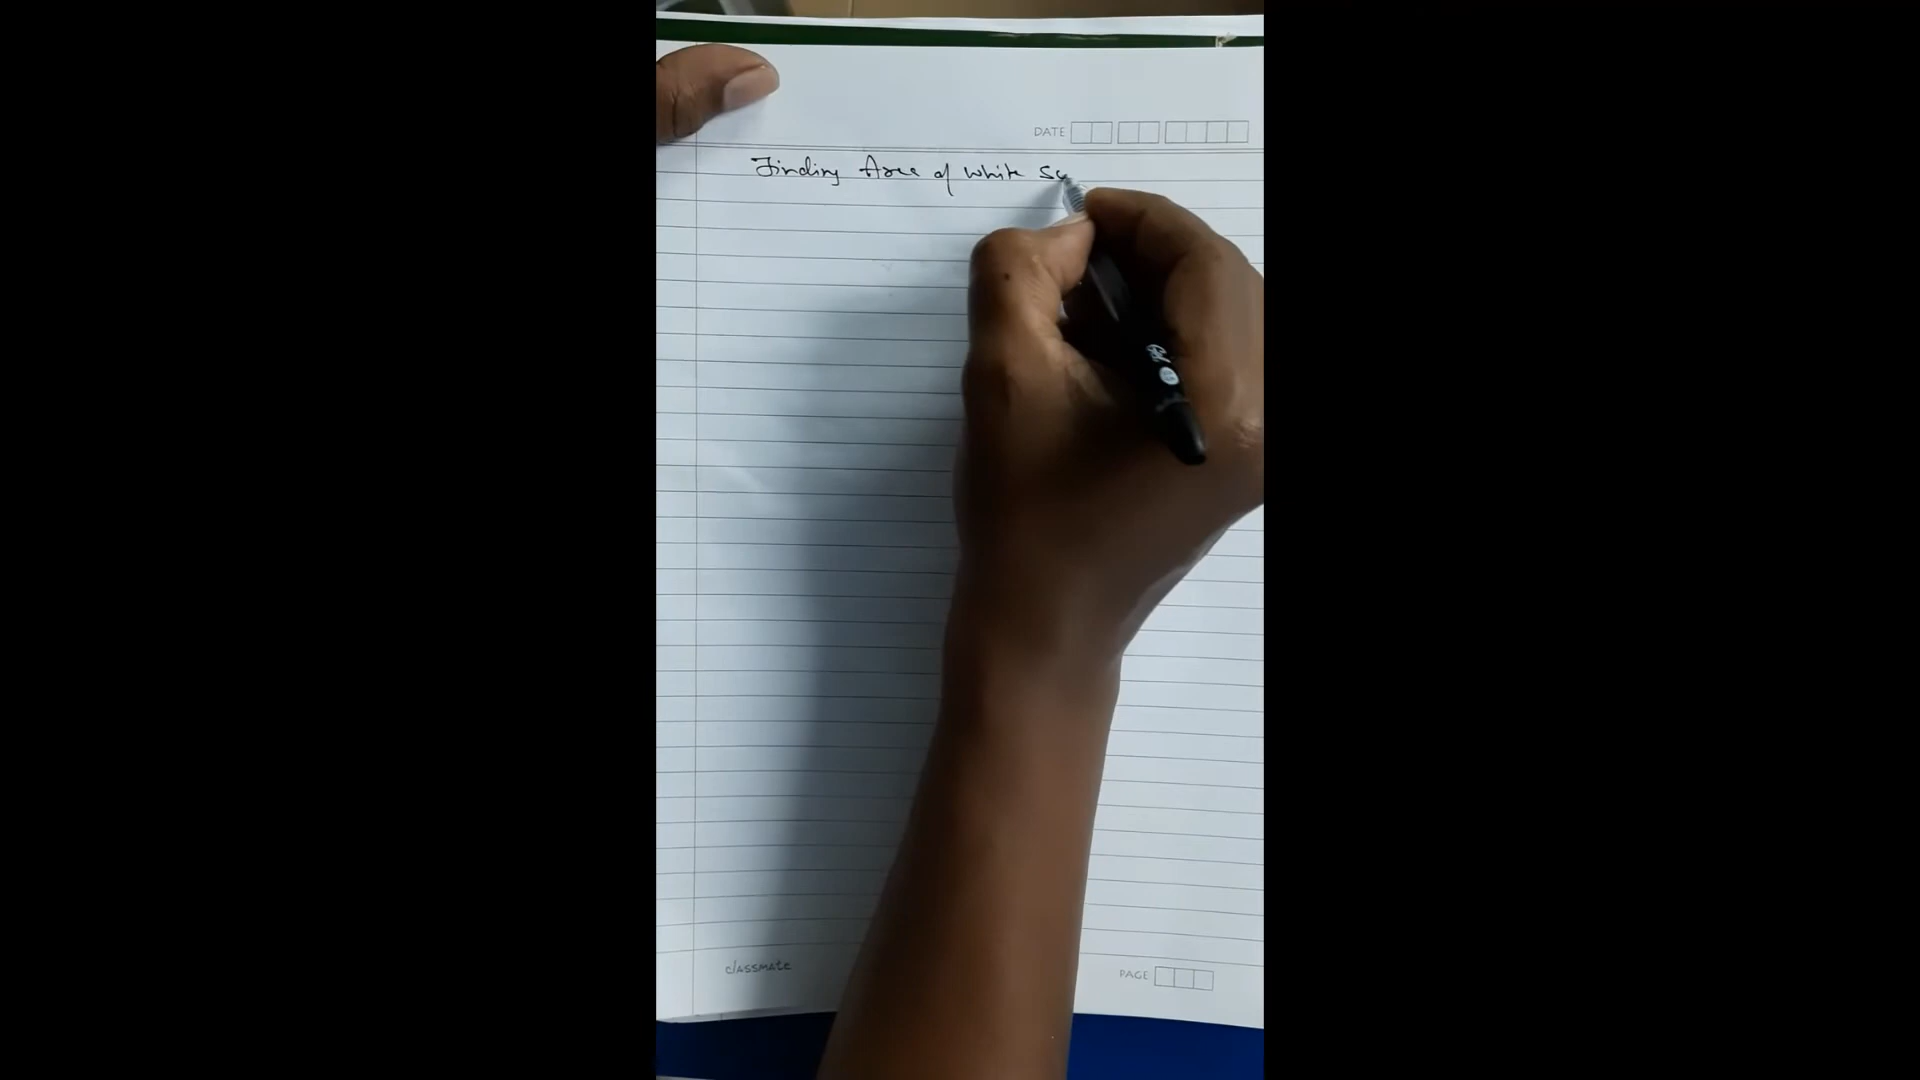 DATE
Finding Area of white
classmate
PAGE